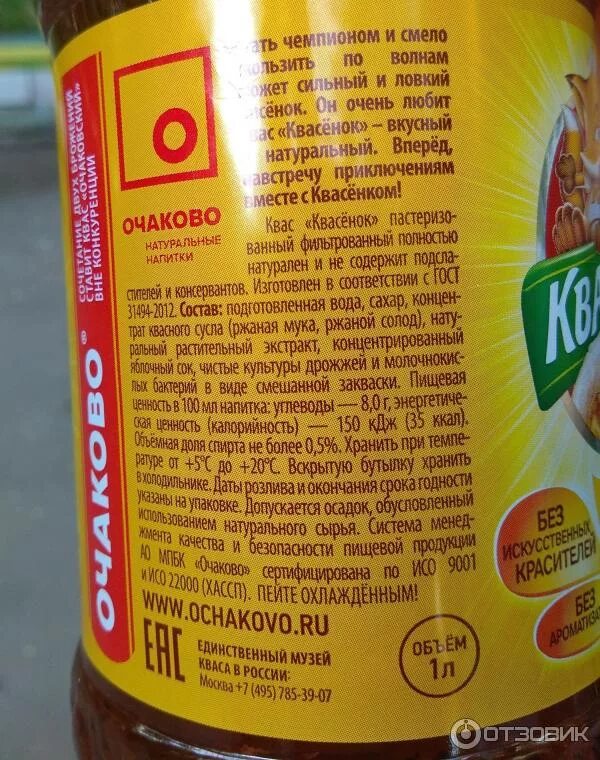 ОЧАКОВО ®
СОЧЕТАНИЕ ДВУХ БРОЖЕНИЙ
СТАВИТ КВАС «ОЧАКОВСКИЙ»
ВНЕ КОНКУРЕНЦИИ
ОЧАКОВО
НАТУРАЛЬНЫЕ
НАПИТКИ
чемпионом и смело
по волнам
сильный и ловкий
Он очень любит
«Квасёнок» – вкусный
натуральный. Вперёд,
приключениям
вместе с Квасёнком!
Квас «Квасёнок» пастеризо-
ванный фильтрованный полностью
натурален и не содержит подсла-
стителей и консервантов. Изготовлен в соответствии с ГОСТ
31494-2012. Состав: подготовленная вода, сахар, концен-
трат квасного сусла (ржаная мука, ржаной солод), нату-
ральный растительный экстракт, концентрированный
яблочный сок, чистые культуры дрожжей и молочнокис-
лых бактерий в виде смешанной закваски. Пищевая
ценность в 100 мл напитка: углеводы — 8,0 г, энергетиче-
ская ценность (калорийность) — 150 кДж (35 ккал).
Объёмная доля спирта не более 0,5%. Хранить при темпе-
ратуре от +5°С до +20°С. Вскрытую бутылку хранить
в холодильнике. Даты розлива и окончания срока годности
указаны на упаковке. Допускается осадок, обусловленный
использованием натурального сырья. Система менед-
жмента качества и безопасности пищевой продукции
АО МПБК «Очаково» сертифицирована по ИСО 9001
и ИСО 22000 (ХАССП). ПЕЙТЕ ОХЛАЖДЁННЫМ!
WWW.OCHAKOVO.RU
EAC
ЕДИНСТВЕННЫЙ МУЗЕЙ
КВАСА В РОССИИ:
Москва +7 (495) 785-39-07
ОБЪЁМ
1 л
БЕЗ
ИСКУССТВЕННЫХ
КРАСИТЕЛЕЙ
БЕЗ
ОТЗОВИК